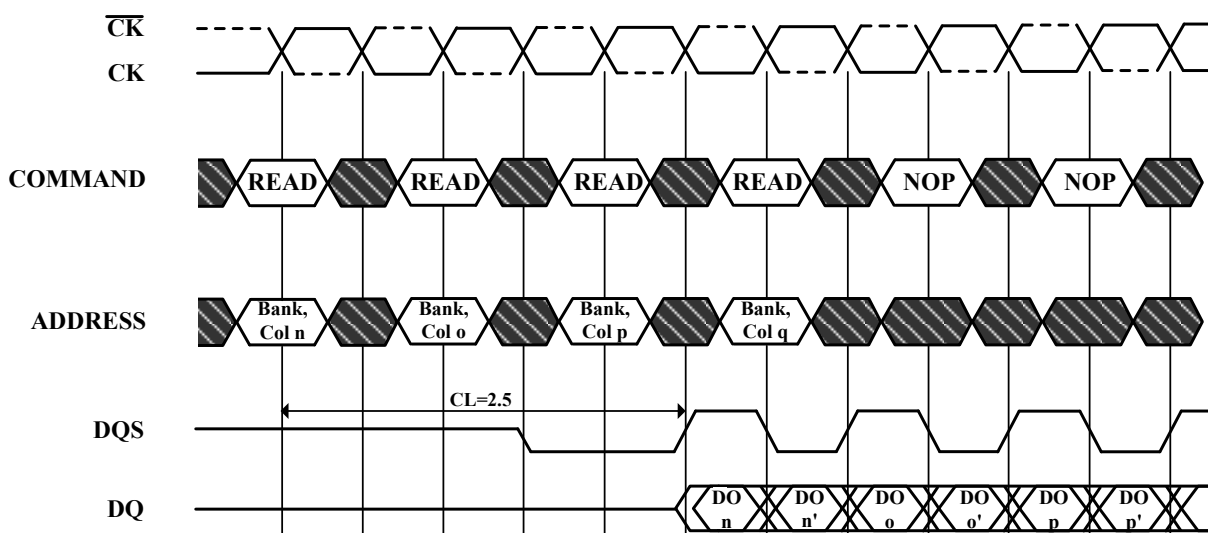 C̅K̅
CK
COMMAND
READ READ READ READ NOP NOP
ADDRESS
Bank, Bank, Bank, Bank,
Col n Col o Col p Col q
CL=2.5
DQS
DQ
DO DO DO DO DO DO
n n' o o' p p'